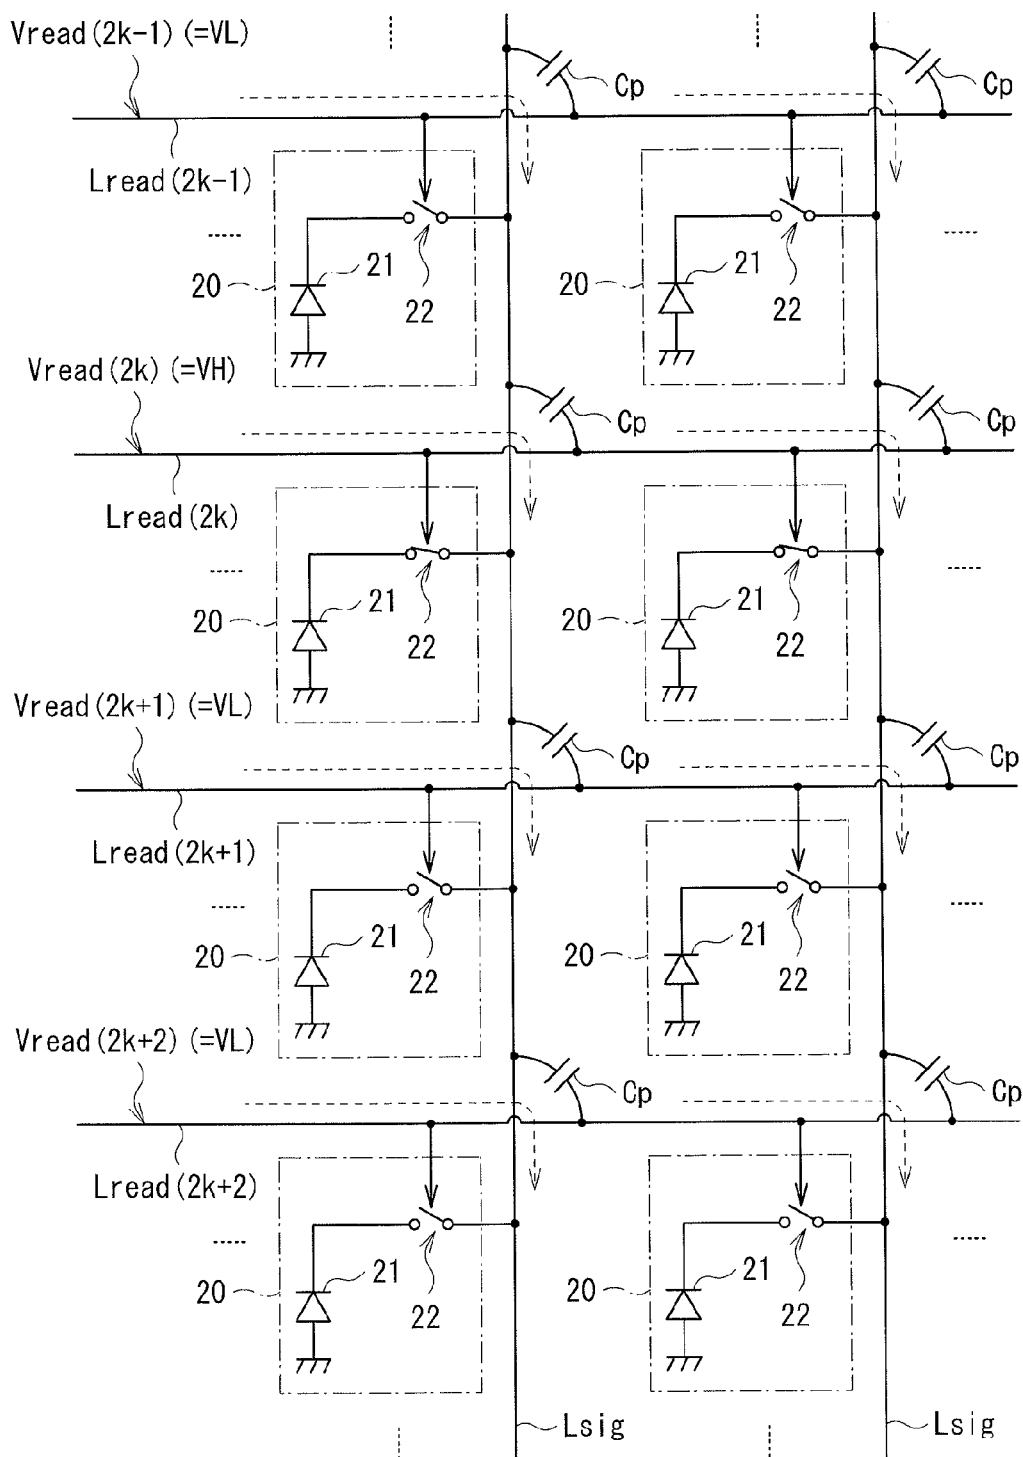 Vread(2k-1)(=VL)
Cp
Cp
Lread(2k-1)
20
21
22
20
21
22
Vread(2k)(=VH)
Cp
Cp
Lread(2k)
20
21
22
20
21
22
Vread(2k+1)(=VL)
Cp
Cp
Lread(2k+1)
20
21
22
20
21
22
Vread(2k+2)(=VL)
Cp
Cp
Lread(2k+2)
20
21
22
20
21
22
Lsig
Lsig